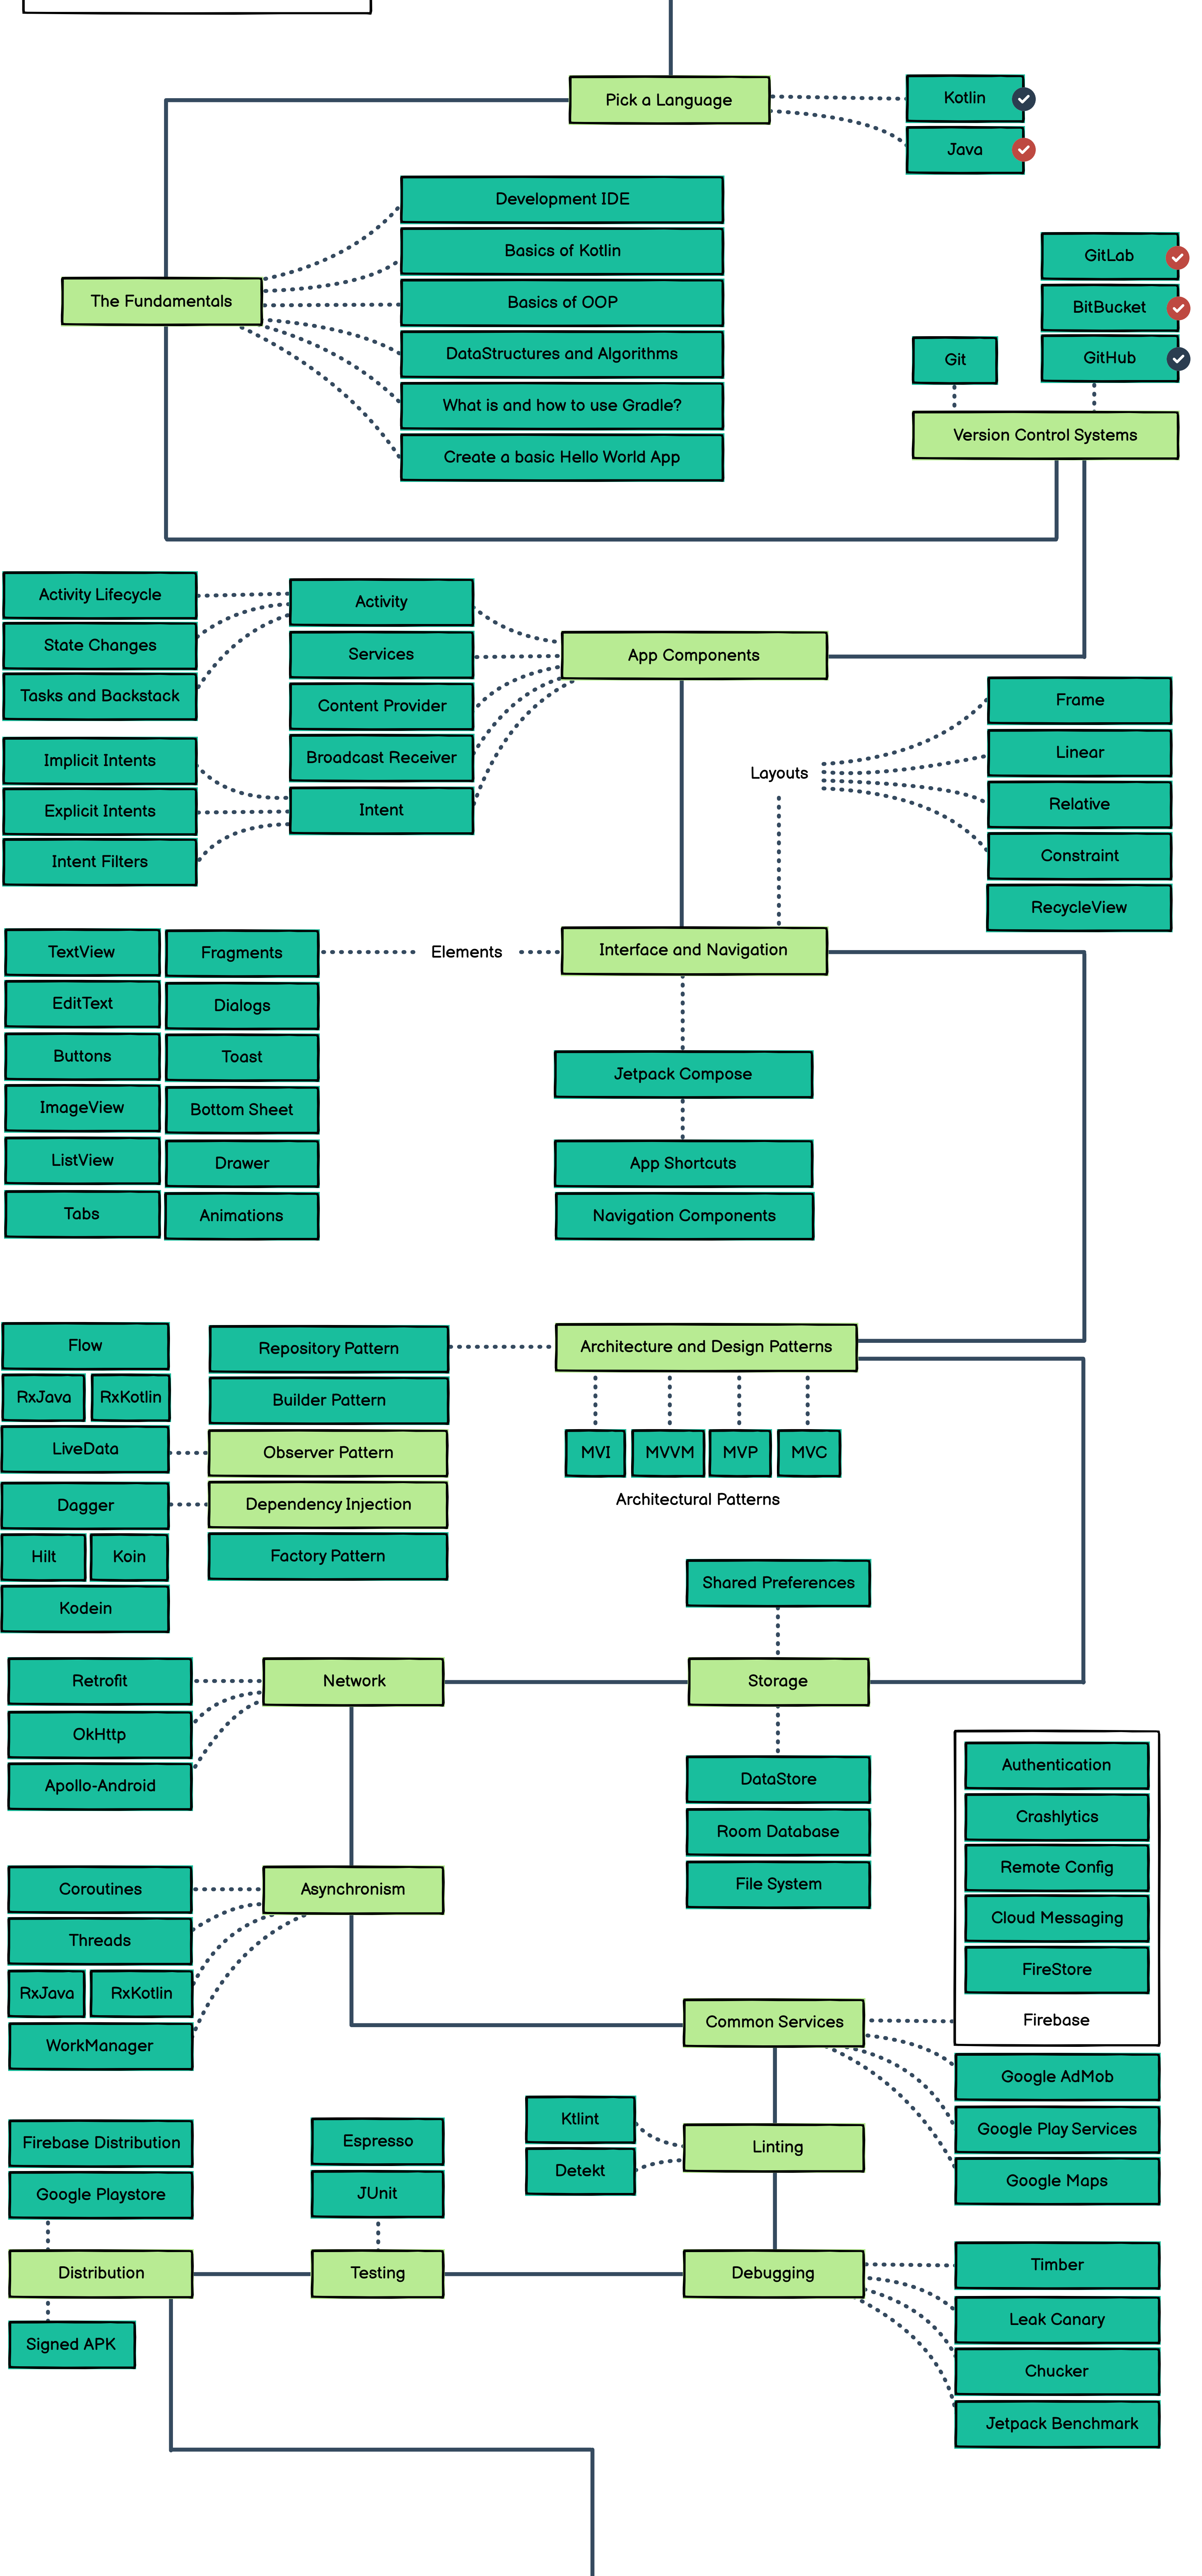 Pick a Language
Kotlin
Java
Development IDE
Basics of Kotlin
The Fundamentals
Basics of OOP
DataStructures and Algorithms
What is and how to use Gradle?
Create a basic Hello World App
GitLab
BitBucket
Git
GitHub
Version Control Systems
Activity Lifecycle
State Changes
Tasks and Backstack
Implicit Intents
Explicit Intents
Intent Filters
Activity
Services
Content Provider
Broadcast Receiver
Intent
App Components
Layouts
Frame
Linear
Relative
Constraint
RecycleView
TextView
EditText
Buttons
ImageView
ListView
Tabs
Fragments
Dialogs
Toast
Bottom Sheet
Drawer
Animations
Elements
Interface and Navigation
Jetpack Compose
App Shortcuts
Navigation Components
Flow
RxJava
RxKotlin
LiveData
Dagger
Hilt
Koin
Kodein
Repository Pattern
Builder Pattern
Observer Pattern
Dependency Injection
Factory Pattern
Architecture and Design Patterns
MVI
MVVM
MVP
MVC
Architectural Patterns
Shared Preferences
Storage
DataStore
Room Database
File System
Network
Retrofit
OkHttp
Apollo-Android
Asynchronism
Coroutines
Threads
RxJava
RxKotlin
WorkManager
Authentication
Crashlytics
Remote Config
Cloud Messaging
FireStore
Firebase
Common Services
Google AdMob
Google Play Services
Google Maps
Ktlint
Detekt
Linting
Firebase Distribution
Google Playstore
Distribution
Signed APK
Espresso
JUnit
Testing
Debugging
Timber
Leak Canary
Chucker
Jetpack Benchmark